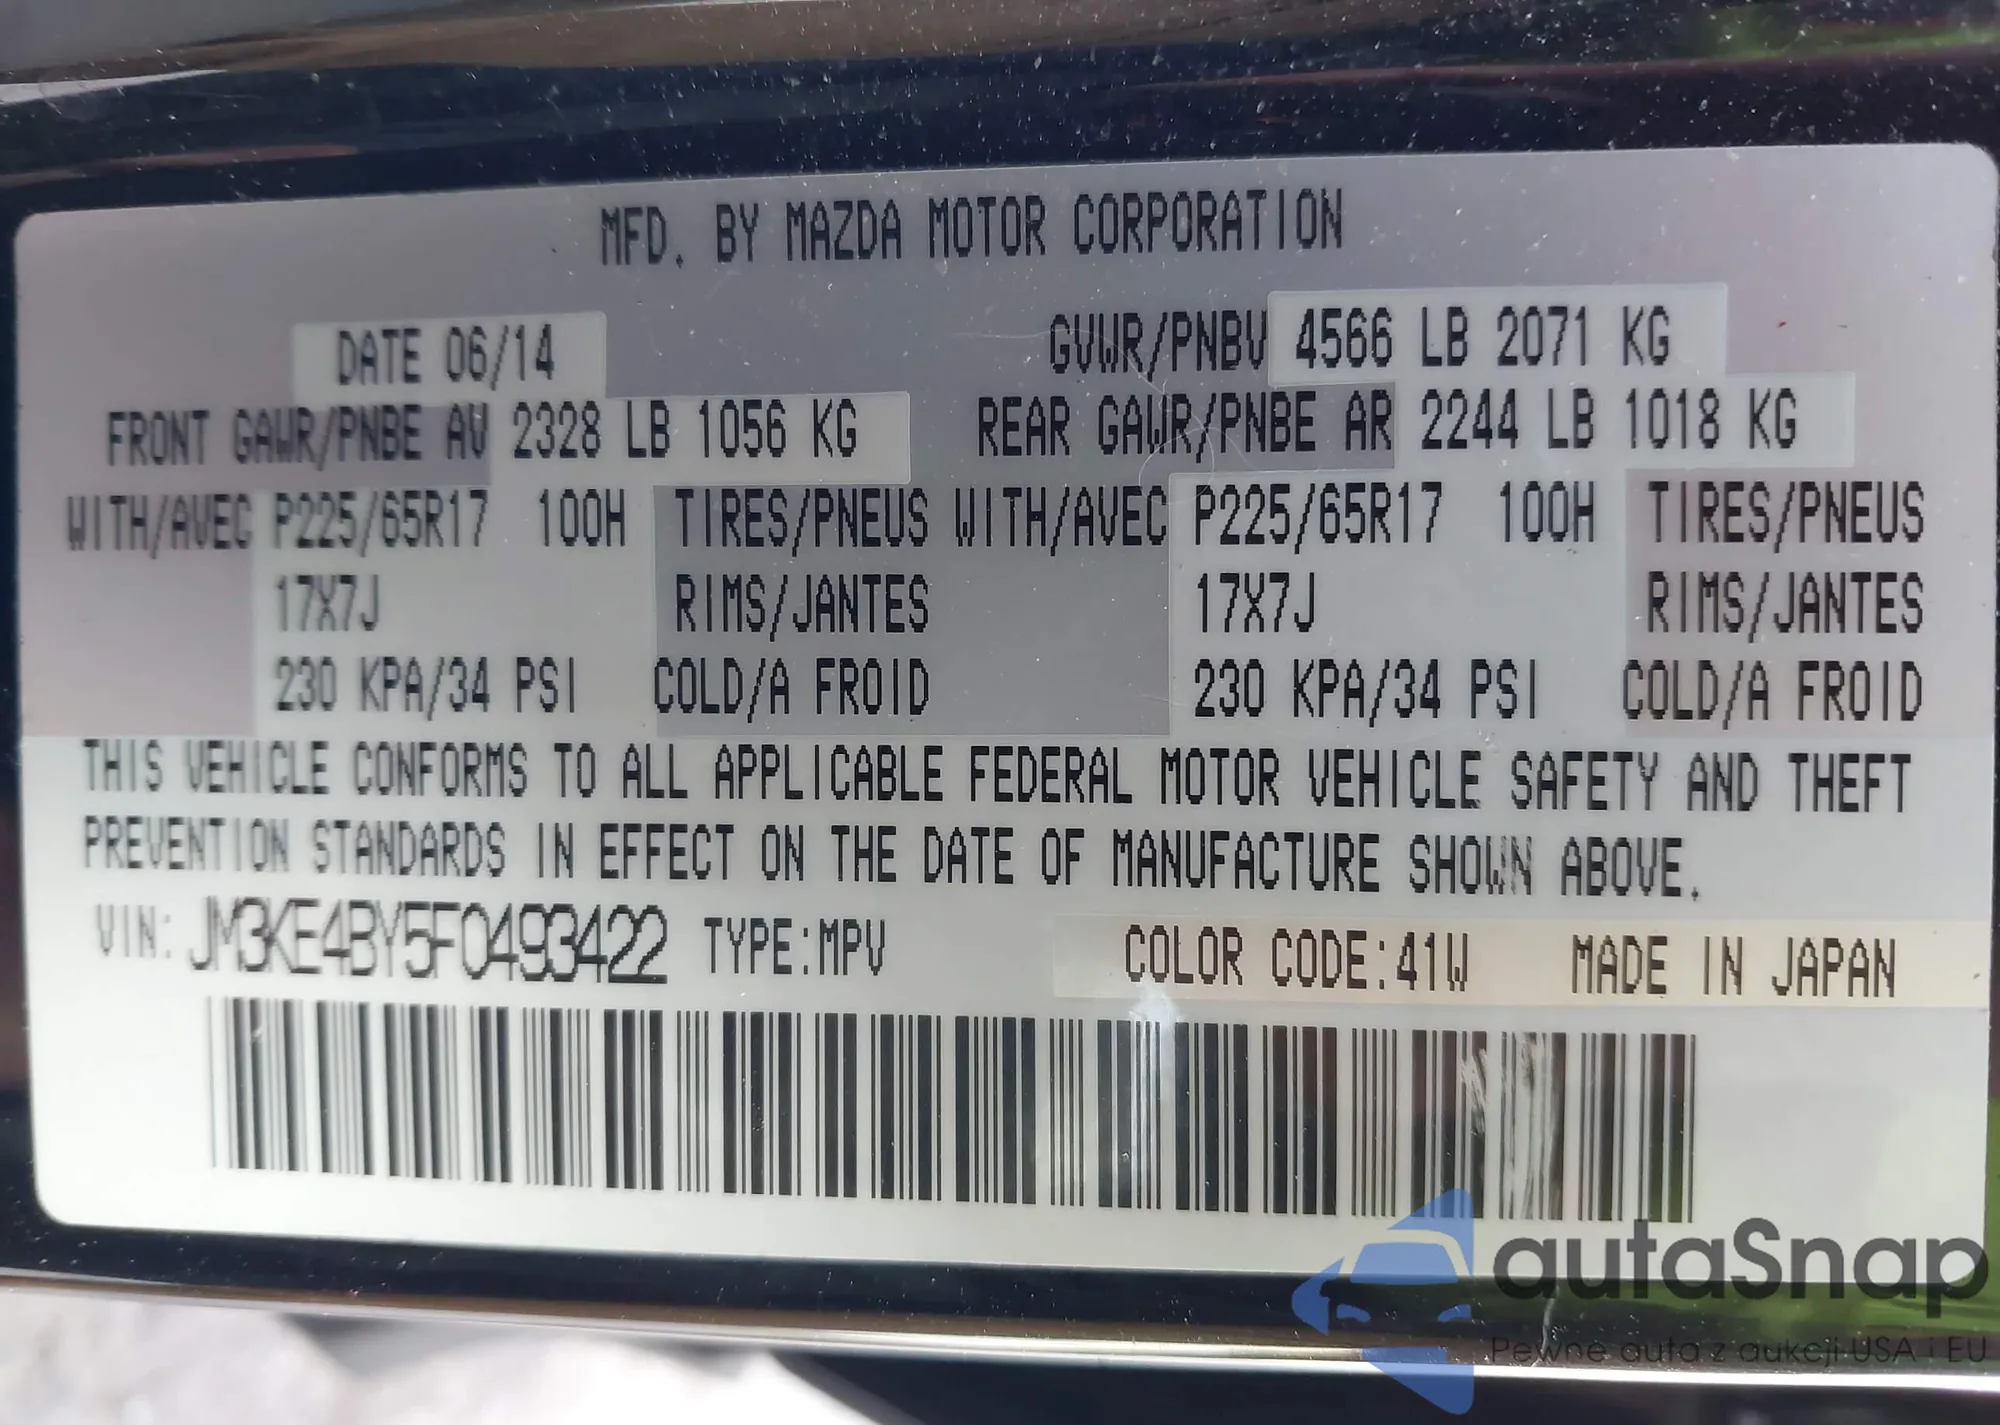 MFD. BY MAZDA MOTOR CORPORATION
DATE 06/14 GVWR/PNBV 4566 LB 2071 KG
FRONT GAWR/PNBE AV 2328 LB 1056 KG REAR GAWR/PNBE AR 2244 LB 1018 KG
WITH/AVEC P225/65R17 100H TIRES/PNEUS WITH/AVEC P225/65R17 100H TIRES/PNEUS
17X7J RIMS/JANTES 17X7J RIMS/JANTES
230 KPA/34 PSI COLD/A FROID 230 KPA/34 PSI COLD/A FROID
THIS VEHICLE CONFORMS TO ALL APPLICABLE FEDERAL MOTOR VEHICLE SAFETY AND THEFT
PREVENTION STANDARDS IN EFFECT ON THE DATE OF MANUFACTURE SHOWN ABOVE.
VIN: JM3KE4BY5F0493422 TYPE:MPV COLOR CODE:41W MADE IN JAPAN
autaSnap
Pewne auta z aukcji USA i EU